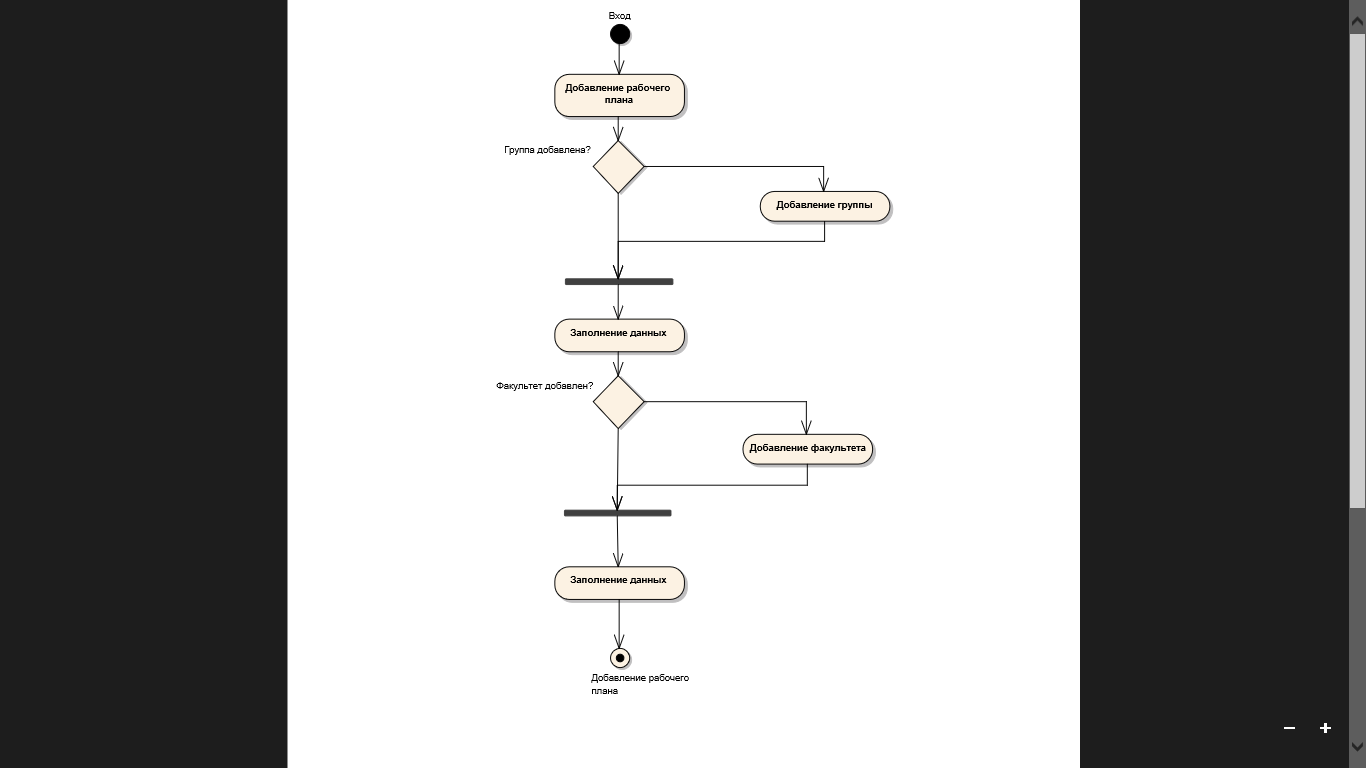 Вход
Добавление рабочего
плана
Группа добавлена?
Добавление группы
Заполнение данных
Факультет добавлен?
Добавление факультета
Заполнение данных
Добавление рабочего
плана